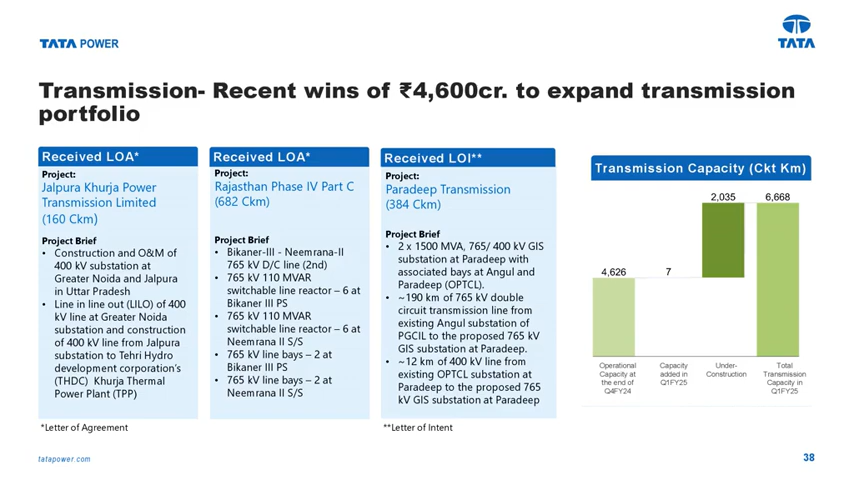 TATA POWER
TATA
Transmission- Recent wins of ₹4,600cr. to expand transmission
portfolio
Received LOA*
Project:
Jalpura Khurja Power
Transmission Limited
(160 Ckm)
Project Brief
• Construction and O&M of
400 kV substation at
Greater Noida and Jalpura
in Uttar Pradesh
• Line in line out (LILO) of 400
kV line at Greater Noida
substation and construction
of 400 kV line from Jalpura
substation to Tehri Hydro
development corporation's
(THDC) Khurja Thermal
Power Plant (TPP)
*Letter of Agreement
Received LOA*
Project:
Rajasthan Phase IV Part C
(682 Ckm)
Project Brief
• Bikaner-III - Neemrana-II
765 kV D/C line (2nd)
• 765 kV 110 MVAR
switchable line reactor – 6 at
Bikaner III PS
• 765 kV 110 MVAR
switchable line reactor – 6 at
Neemrana II S/S
• 765 kV line bays – 2 at
Bikaner III PS
• 765 kV line bays – 2 at
Neemrana II S/S
Received LOI**
Project:
Paradeep Transmission
(384 Ckm)
Project Brief
• 2 x 1500 MVA, 765/ 400 kV GIS
substation at Paradeep with
associated bays at Angul and
Paradeep (OPTCL).
• ~190 km of 765 kV double
circuit transmission line from
existing Angul substation of
PGCIL to the proposed 765 kV
GIS substation at Paradeep.
• ~12 km of 400 kV line from
existing OPTCL substation at
Paradeep to the proposed 765
kV GIS substation at Paradeep
**Letter of Intent
Transmission Capacity (Ckt Km)
4,626
7
2,035
6,668
Operational
Capacity at
the end of
Q4FY24
Capacity
added in
Q1FY25
Under-
Construction
Total
Transmission
Capacity in
Q1FY25
tatapower.com
38